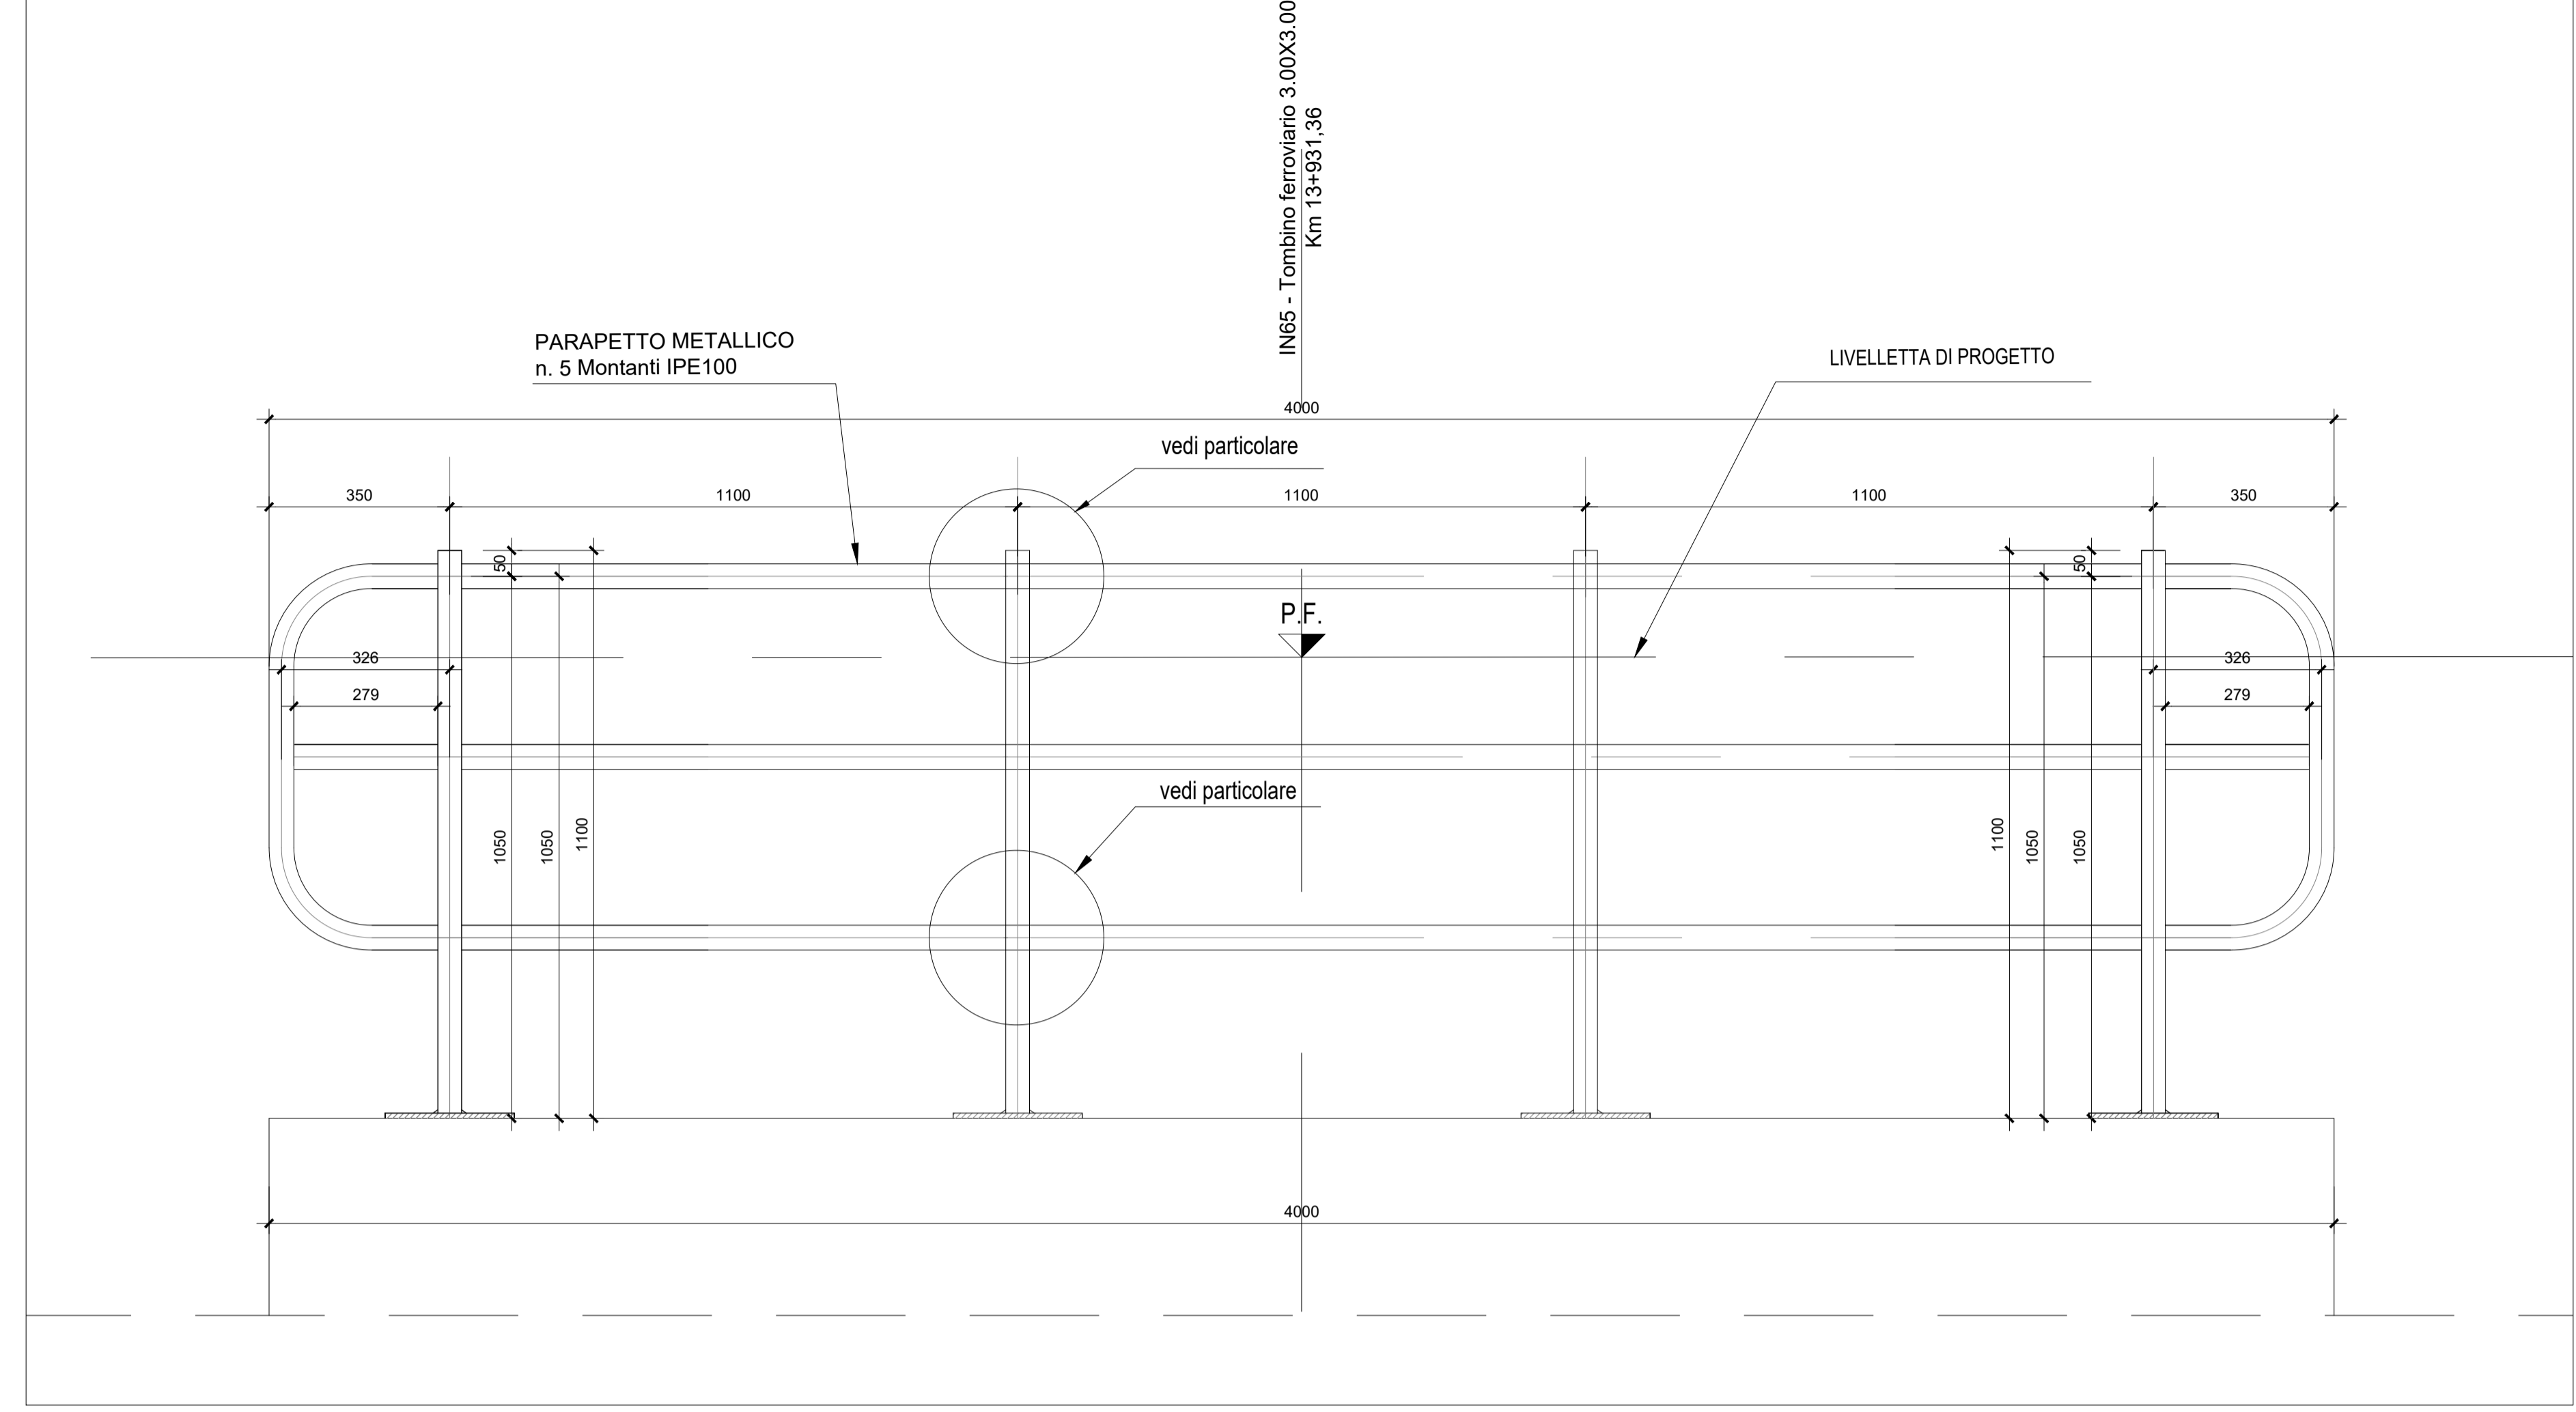 IN65 - Tombino ferroviario 3.00X3.00
Km 13+931,36
PARAPETTO METALLICO
n. 5 Montanti IPE100
LIVELLETTA DI PROGETTO
4000
vedi particolare
350
1100
1100
1100
350
50
50
P.F.
326
326
279
279
vedi particolare
1050
1050
1100
1100
1050
1050
4000